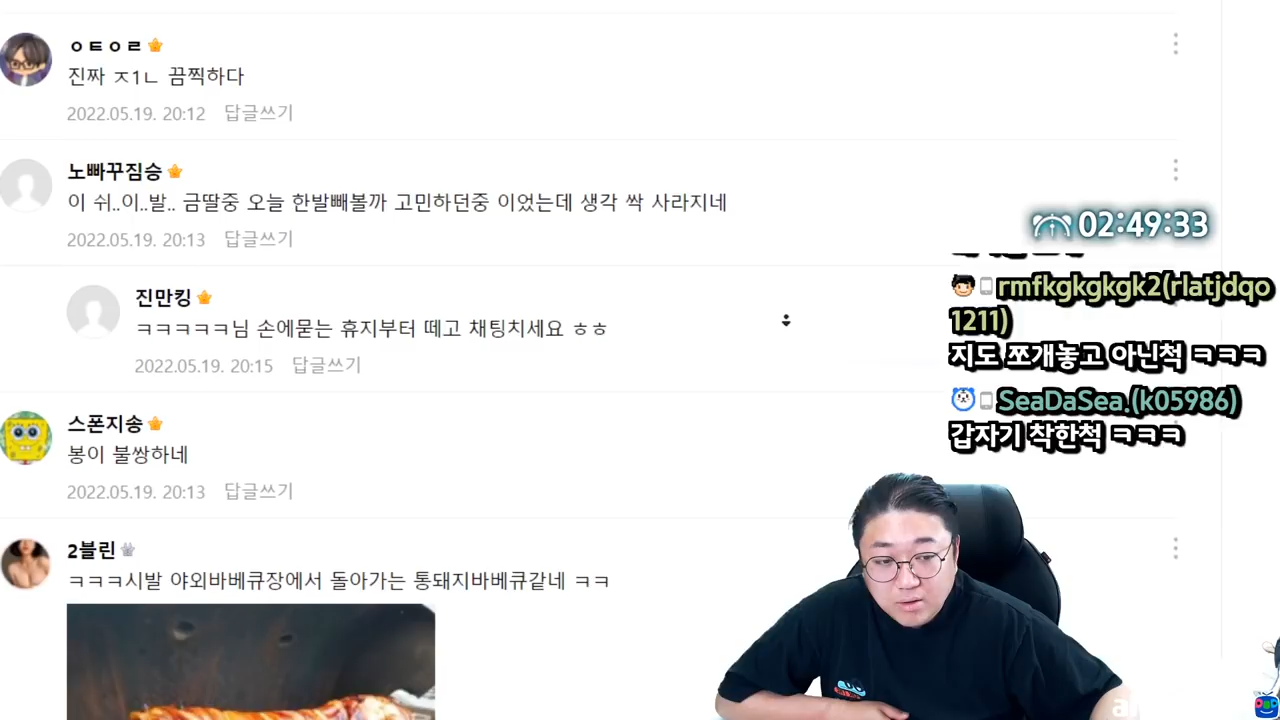 ㅇㅌㅇㄹ
진짜 ㅈ1ㄴ 끔찍하다
2022.05.19. 20:12 답글쓰기
노빠꾸짐승
이 쉬..이..발.. 금딸중 오늘 한발빼볼까 고민하던중 이었는데 생각 싹 사라지네
2022.05.19. 20:13 답글쓰기
진만킹
ㅋㅋㅋㅋㅋ님 손에묻는 휴지부터 떼고 채팅치세요 ㅎㅎ
2022.05.19. 20:15 답글쓰기
스폰지송
봉이 불쌍하네
2022.05.19. 20:13 답글쓰기
2블린
ㅋㅋㅋ시발 야외바베큐장에서 돌아가는 통돼지바베큐같네 ㅋㅋ
02:49:33
rmfkgkgkgk2(rlatjdqo
1211)
지도 쪼개놓고 아닌척 ㅋㅋㅋ
SeaDaSea.(k05986)
갑자기 착한척 ㅋㅋㅋ